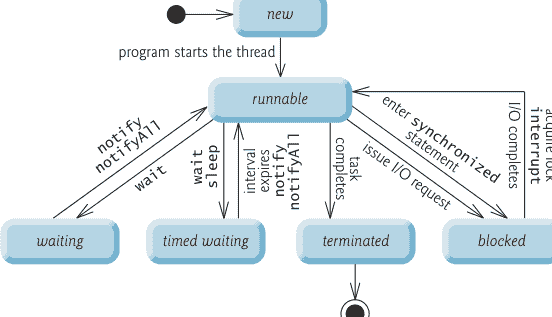 new
program starts the thread
runnable
notify
notifyAll
wait
wait
sleep
interval
expires
notify
notifyAll
task
completes
enter synchronized
statement
issue I/O request
I/O completes
acquire lock
interrupt
waiting
timed waiting
terminated
blocked